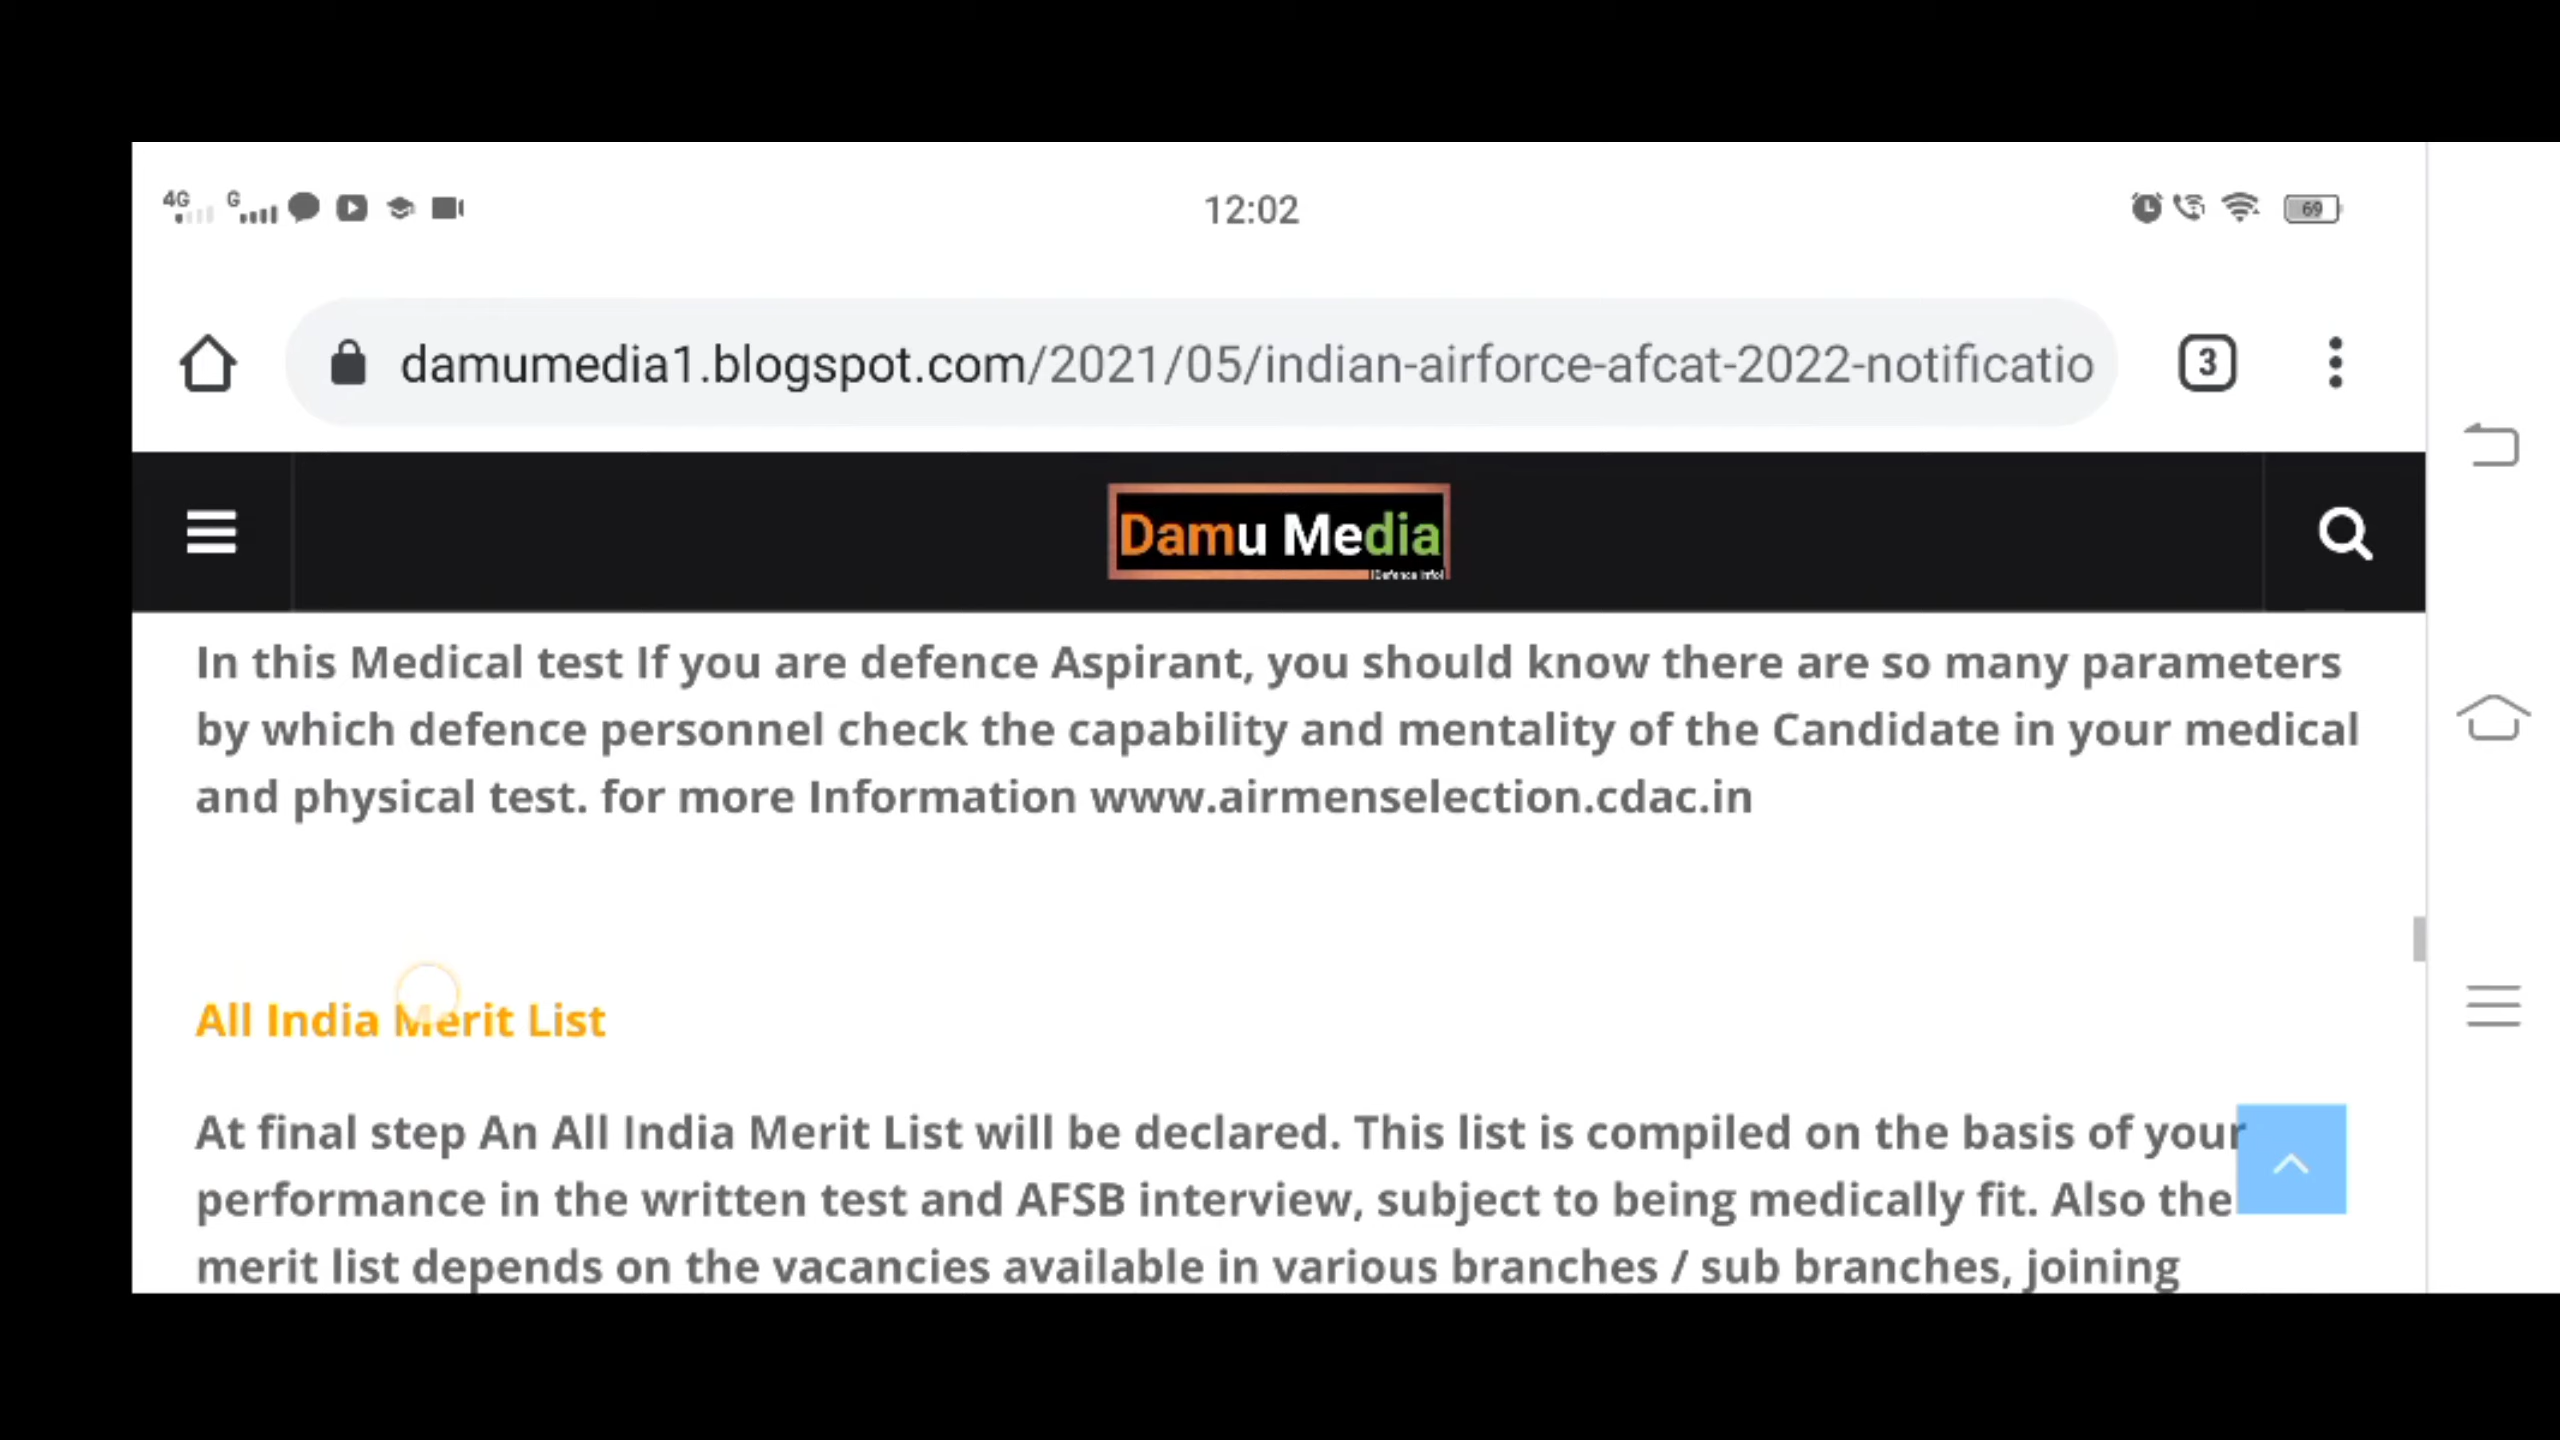 4G G 12:02 69
damumedia1.blogspot.com/2021/05/indian-airforce-afcat-2022-notificatio 3
Damu Media
(Defence Info)
In this Medical test If you are defence Aspirant, you should know there are so many parameters
by which defence personnel check the capability and mentality of the Candidate in your medical
and physical test. for more Information www.airmenselection.cdac.in
All India Merit List
At final step An All India Merit List will be declared. This list is compiled on the basis of your
performance in the written test and AFSB interview, subject to being medically fit. Also the
merit list depends on the vacancies available in various branches / sub branches, joining